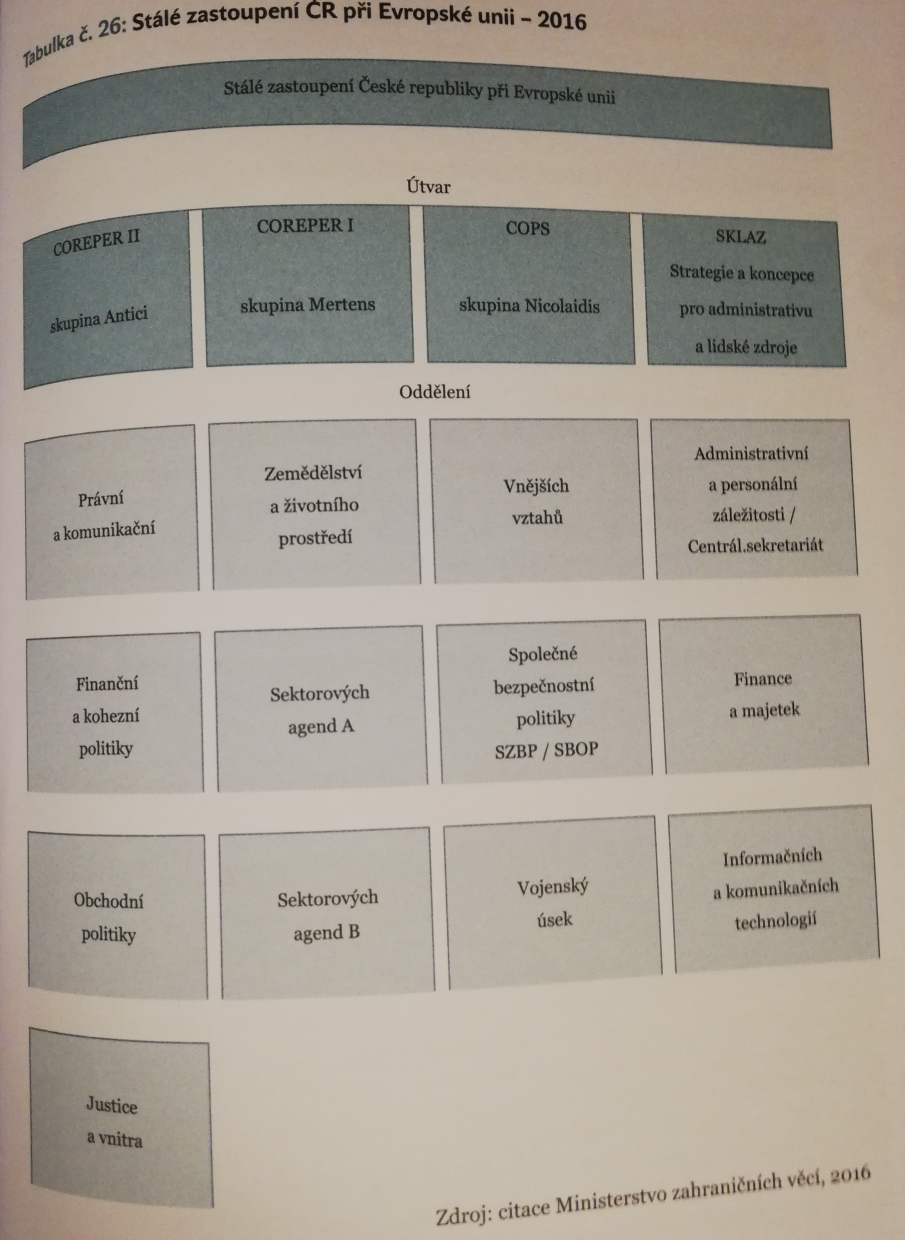 Tabulka č. 26: Stálé zastoupení ČR při Evropské unii – 2016
Stálé zastoupení České republiky při Evropské unii
Útvar
COREPER II
skupina Antici
COREPER I
skupina Mertens
COPS
skupina Nicolaidis
SKLAZ
Strategie a koncepce
pro administrativu
a lidské zdroje
Oddělení
Právní
a komunikační
Zemědělství
a životního
prostředí
Vnějších
vztahů
Administrativní
a personální
záležitosti /
Centrál.sekretariát
Finanční
a kohezní
politiky
Sektorových
agend A
Společné
bezpečnostní
politiky
SZBP / SBOP
Finance
a majetek
Obchodní
politiky
Sektorových
agend B
Vojenský
úsek
Informačních
a komunikačních
technologií
Justice
a vnitra
Zdroj: citace Ministerstvo zahraničních věcí, 2016